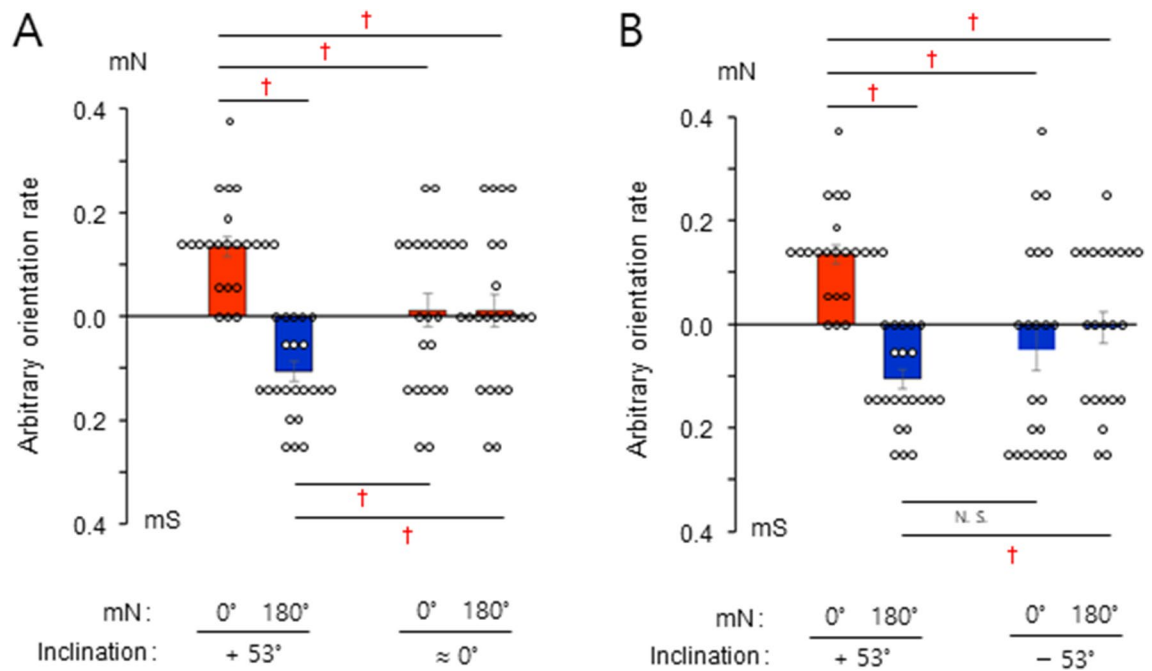 A
†
†
mN
†
0.4
0.2
0.0
0.2
0.4
Arbitrary orientation rate
mS
†
†
mN: 0° 180° 0° 180°
Inclination: + 53° ≈ 0°
B
†
†
mN
†
0.4
0.2
0.0
0.2
0.4
Arbitrary orientation rate
mS
N. S.
†
mN: 0° 180° 0° 180°
Inclination: + 53° − 53°